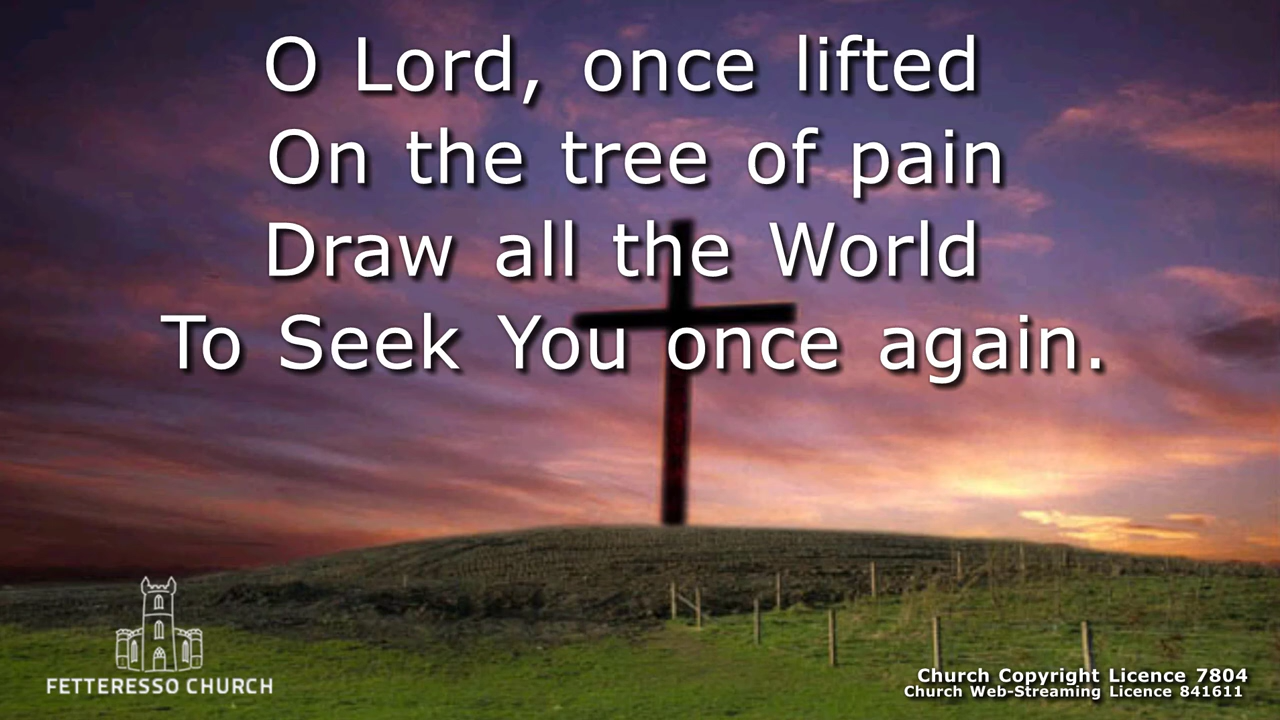 O Lord, once lifted
On the tree of pain
Draw all the World
To Seek You once again.
FETTERESSO CHURCH
Church Copyright Licence 7804
Church Web-Streaming Licence 841611